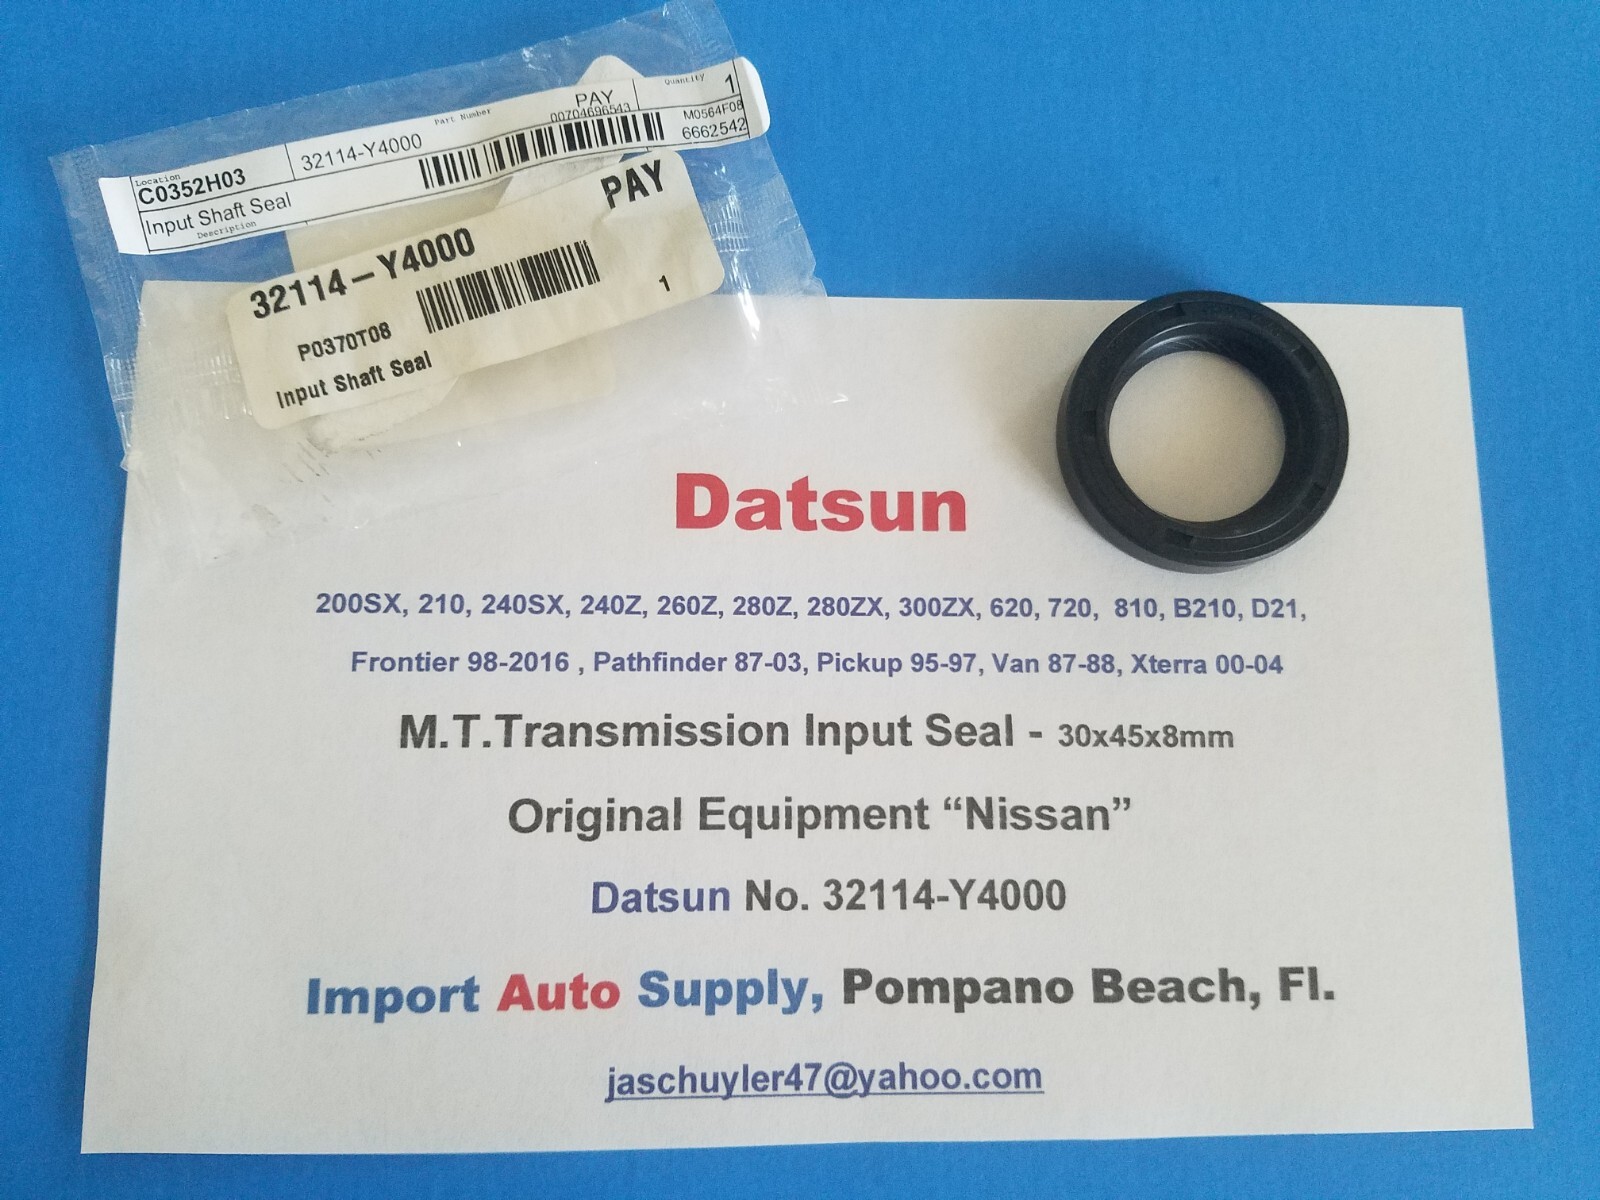 Quantity
PAY 1
Part Number
00704696543 M0564F08
Location
C0352H03 32114-Y4000 6662542
Input Shaft Seal
Description
PAY
32114-Y4000
1
P0370T08
Input Shaft Seal
Datsun
200SX, 210, 240SX, 240Z, 260Z, 280Z, 280ZX, 300ZX, 620, 720, 810, B210, D21,
Frontier 98-2016 , Pathfinder 87-03, Pickup 95-97, Van 87-88, Xterra 00-04
M.T.Transmission Input Seal - 30x45x8mm
Original Equipment “Nissan”
Datsun No. 32114-Y4000
Import Auto Supply, Pompano Beach, Fl.
jaschuyler47@yahoo.com